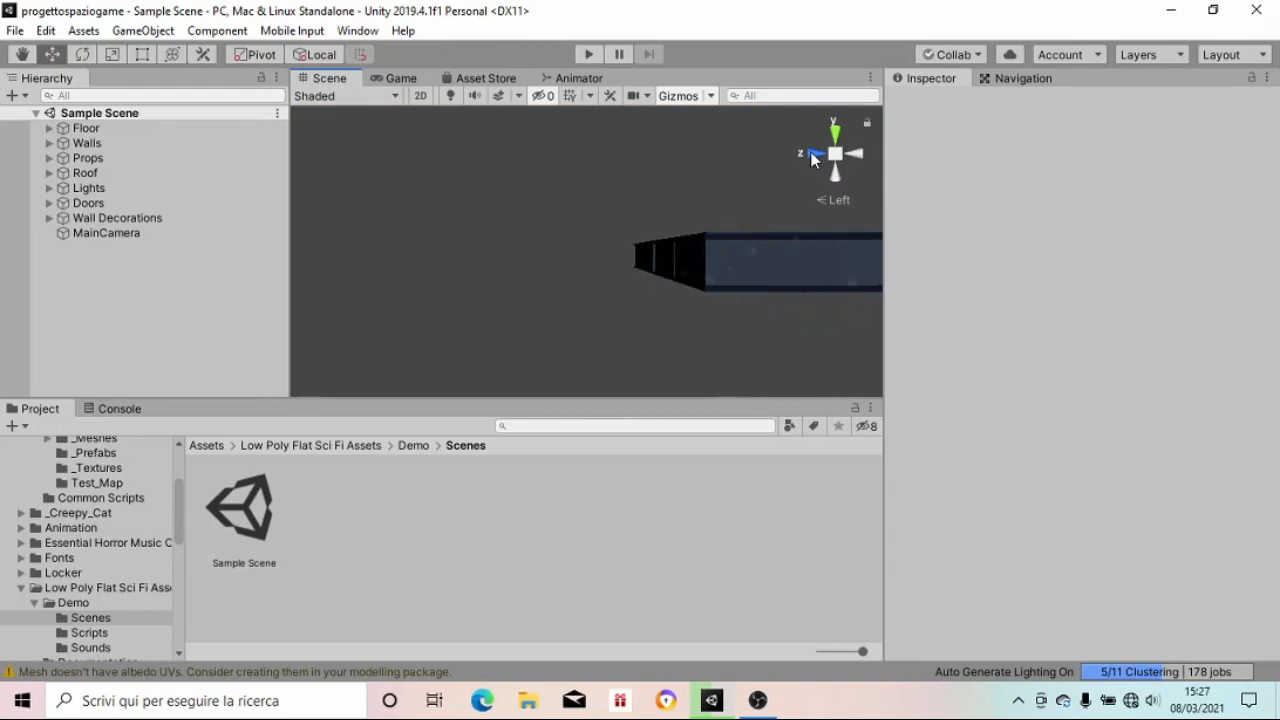 progettospaziogame - Sample Scene - PC, Mac & Linux Standalone - Unity 2019.4.1f1 Personal <DX11>
File Edit Assets GameObject Component Mobile Input Window Help
Pivot Local Collab Account Layers Layout
Hierarchy Scene Game Asset Store Animator Inspector Navigation
All Shaded 2D 0 Gizmos All
Sample Scene
Floor
Walls
Props
Roof
Lights
Doors
Wall Decorations
MainCamera
y
z
Left
Project Console
8
Assets > Low Poly Flat Sci Fi Assets > Demo > Scenes
_Meshes
_Prefabs
_Textures
Test_Map
Common Scripts
_Creepy_Cat
Animation
Essential Horror Music C
Fonts
Locker
Low Poly Flat Sci Fi Asse
Demo
Scenes
Scripts
Sounds
Sample Scene
Mesh doesn't have albedo UVs. Consider creating them in your modelling package.
Auto Generate Lighting On 5/11 Clustering | 178 jobs
Scrivi qui per eseguire la ricerca
15:27
08/03/2021